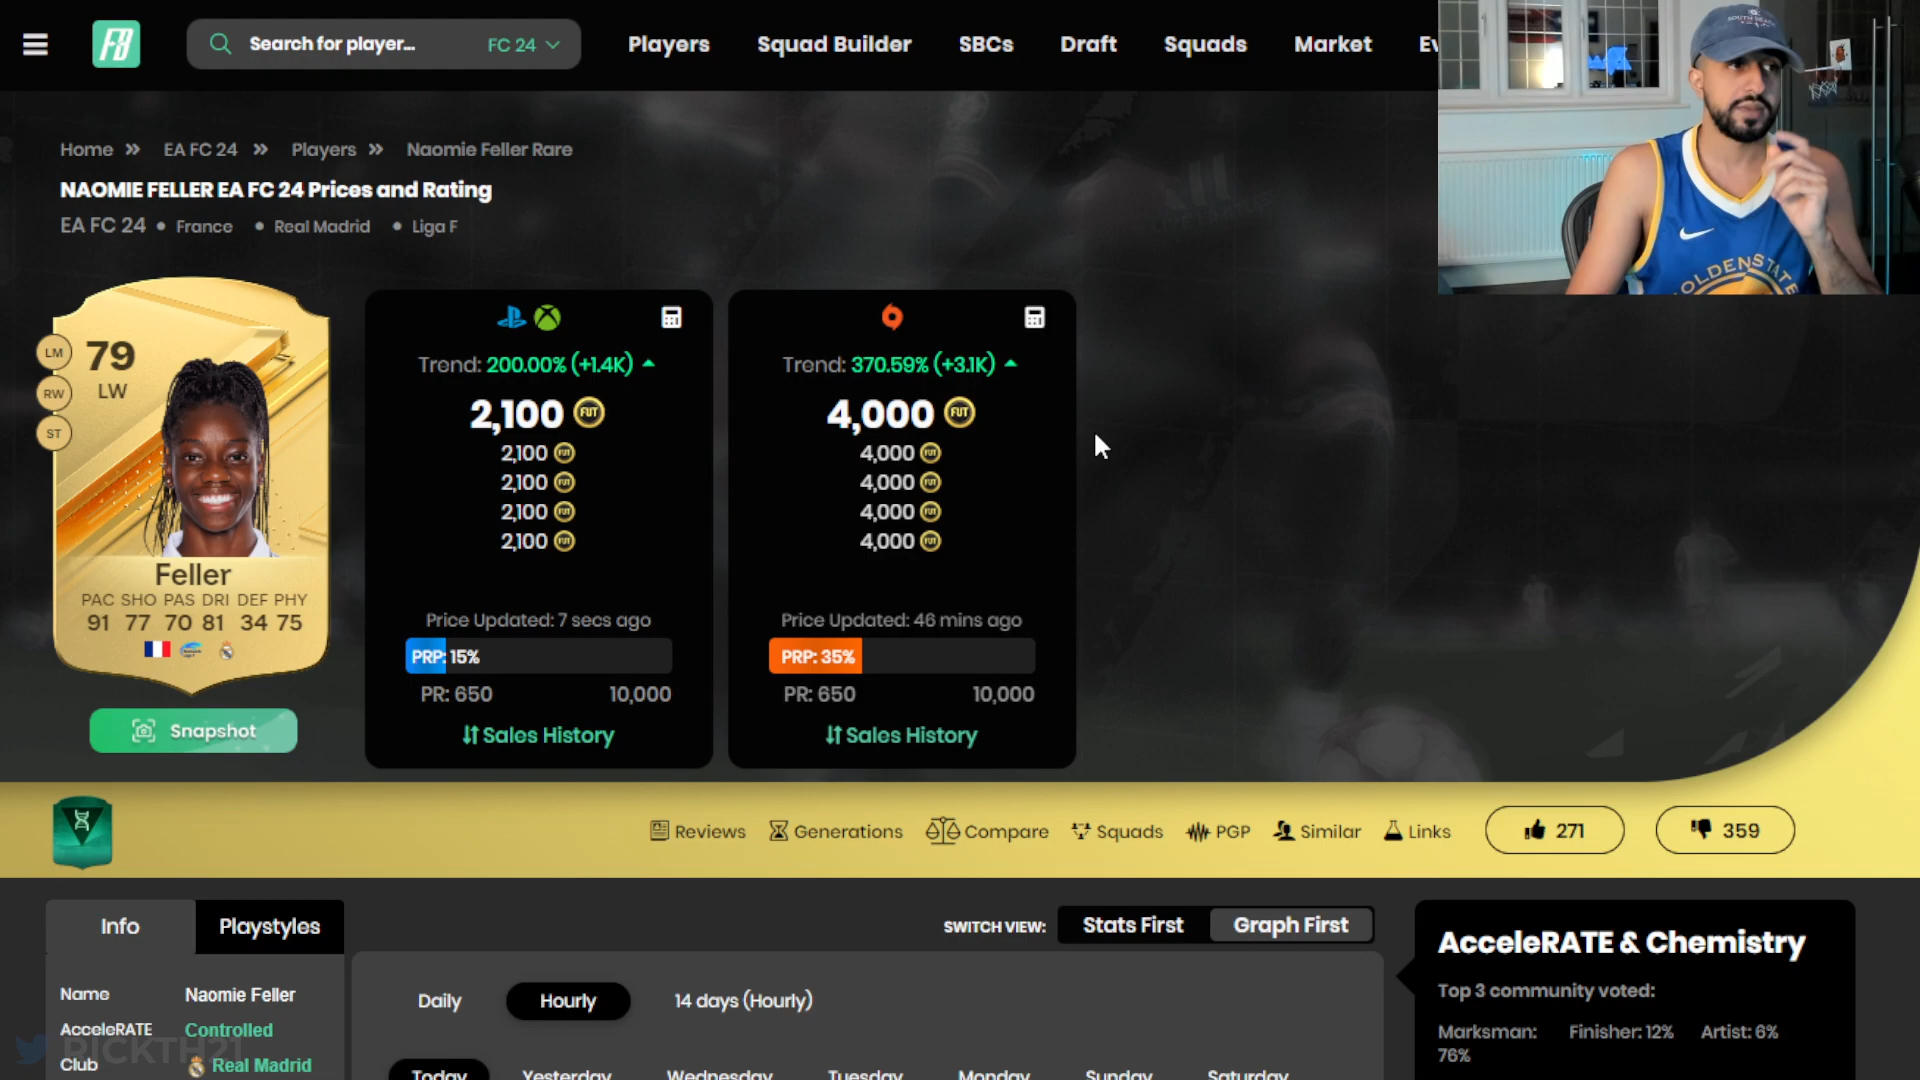 F8
Search for player...
FC 24
Players
Squad Builder
SBCs
Draft
Squads
Market
Home » EA FC 24 » Players » Naomie Feller Rare
NAOMIE FELLER EA FC 24 Prices and Rating
EA FC 24 • France • Real Madrid • Liga F
LM
RW
ST
79
LW
Feller
PAC SHO PAS DRI DEF PHY
91 77 70 81 34 75
Snapshot
Trend: 200.00% (+1.4K)
2,100
2,100
2,100
2,100
2,100
Price Updated: 7 secs ago
PRP: 15%
PR: 650 10,000
Sales History
Trend: 370.59% (+3.1K)
4,000
4,000
4,000
4,000
4,000
Price Updated: 46 mins ago
PRP: 35%
PR: 650 10,000
Sales History
Reviews
Generations
Compare
Squads
PGP
Similar
Links
271
359
Info
Playstyles
Name Naomie Feller
AcceleRATE Controlled
Club Real Madrid
SWITCH VIEW:
Stats First
Graph First
Daily
Hourly
14 days (Hourly)
Today
Yesterday
Wednesday
Tuesday
Monday
Sunday
Saturday
AcceleRATE & Chemistry
Top 3 community voted:
Marksman: 76%
Finisher: 12%
Artist: 6%